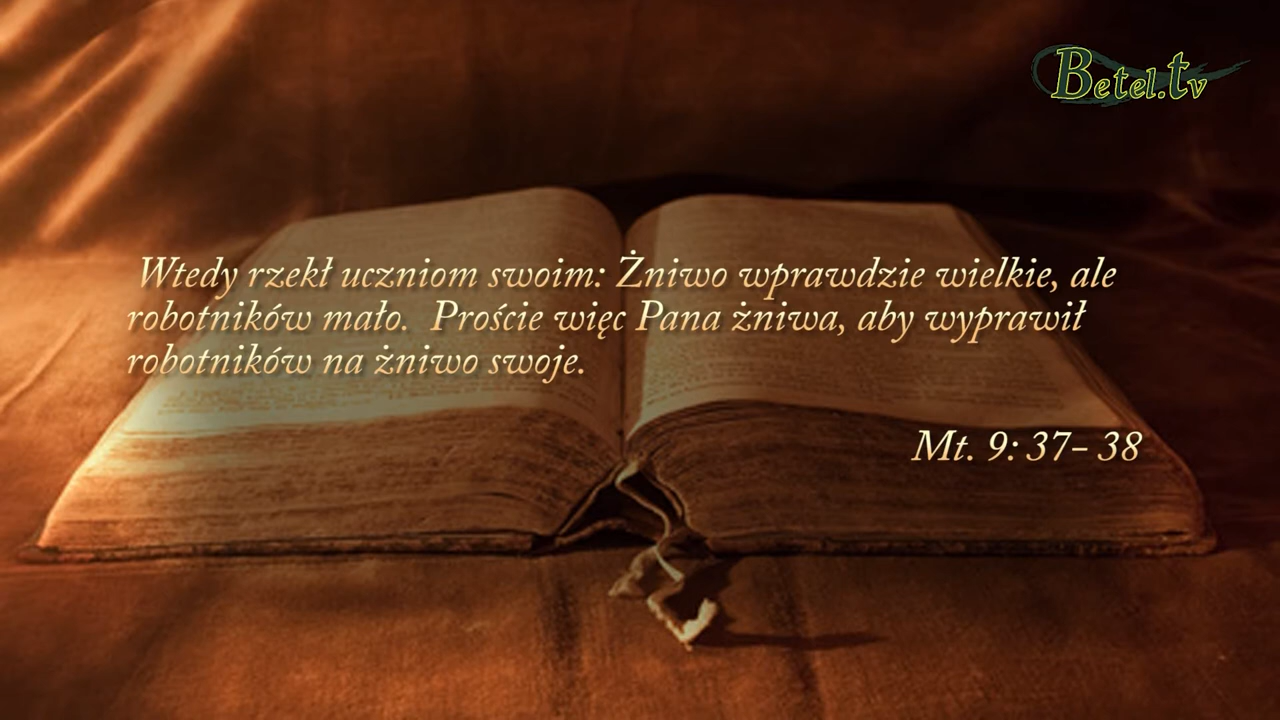 Betel.tv
Wtedy rzekł uczniom swoim: Żniwo wprawdzie wielkie, ale
robotników mało. Proście więc Pana żniwa, aby wyprawił
robotników na żniwo swoje.
Mt. 9: 37- 38